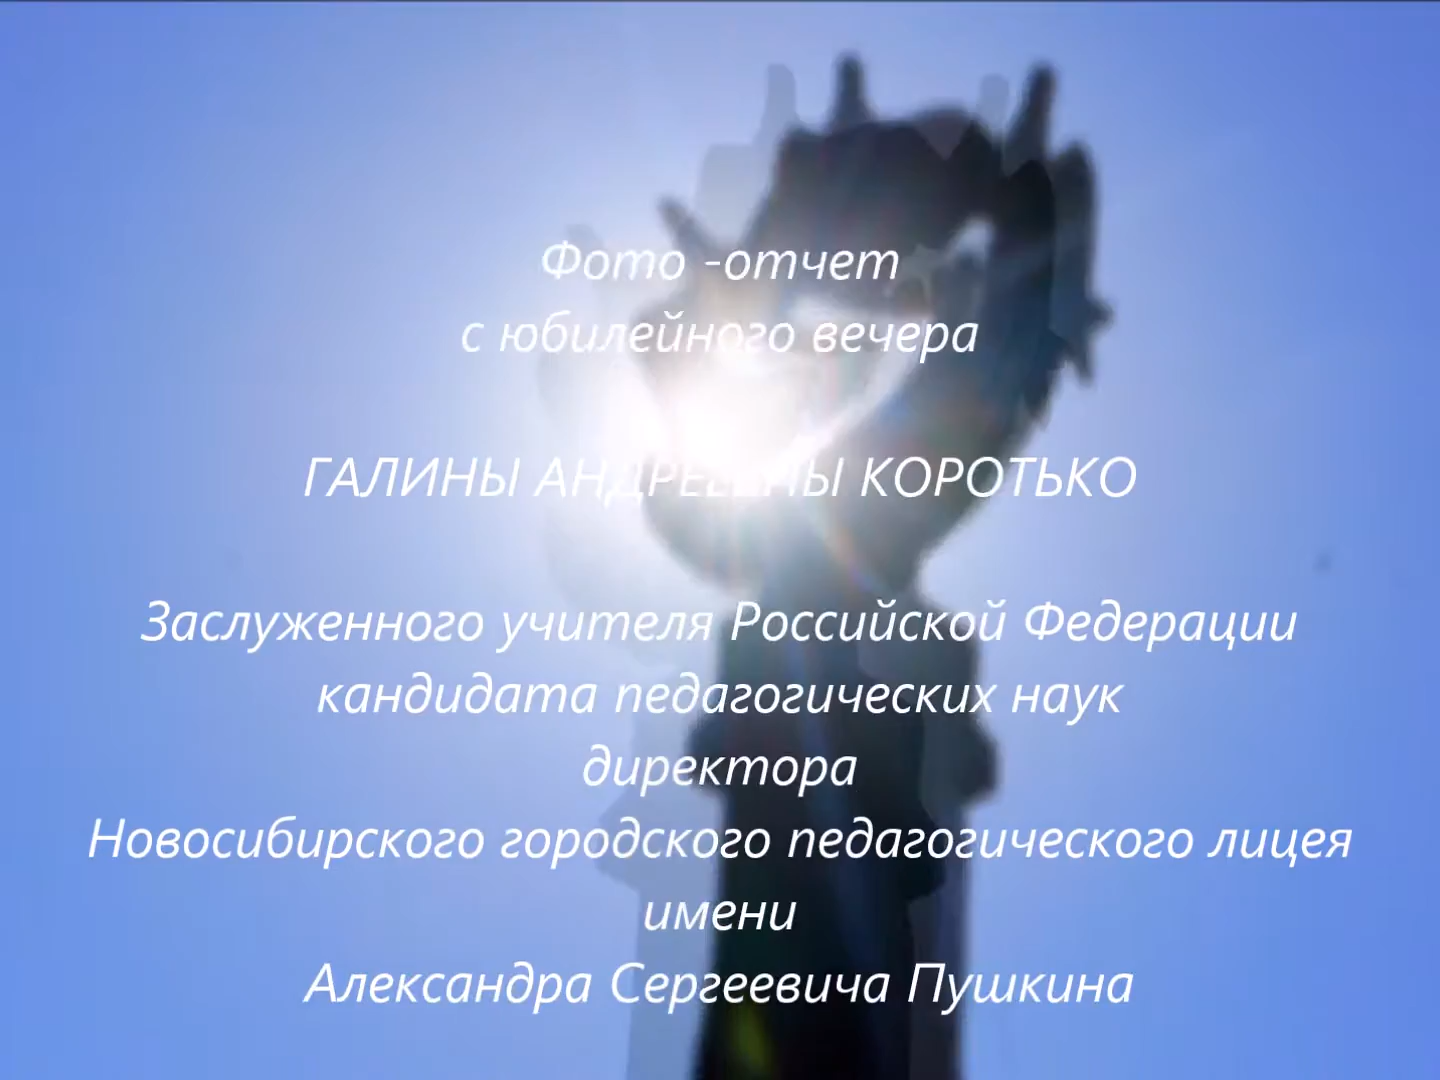 Фото -отчет
с юбилейного вечера
ГАЛИНЫ АНДРЕЕВНЫ КОРОТЬКО
Заслуженного учителя Российской Федерации
кандидата педагогических наук
директора
Новосибирского городского педагогического лицея
имени
Александра Сергеевича Пушкина